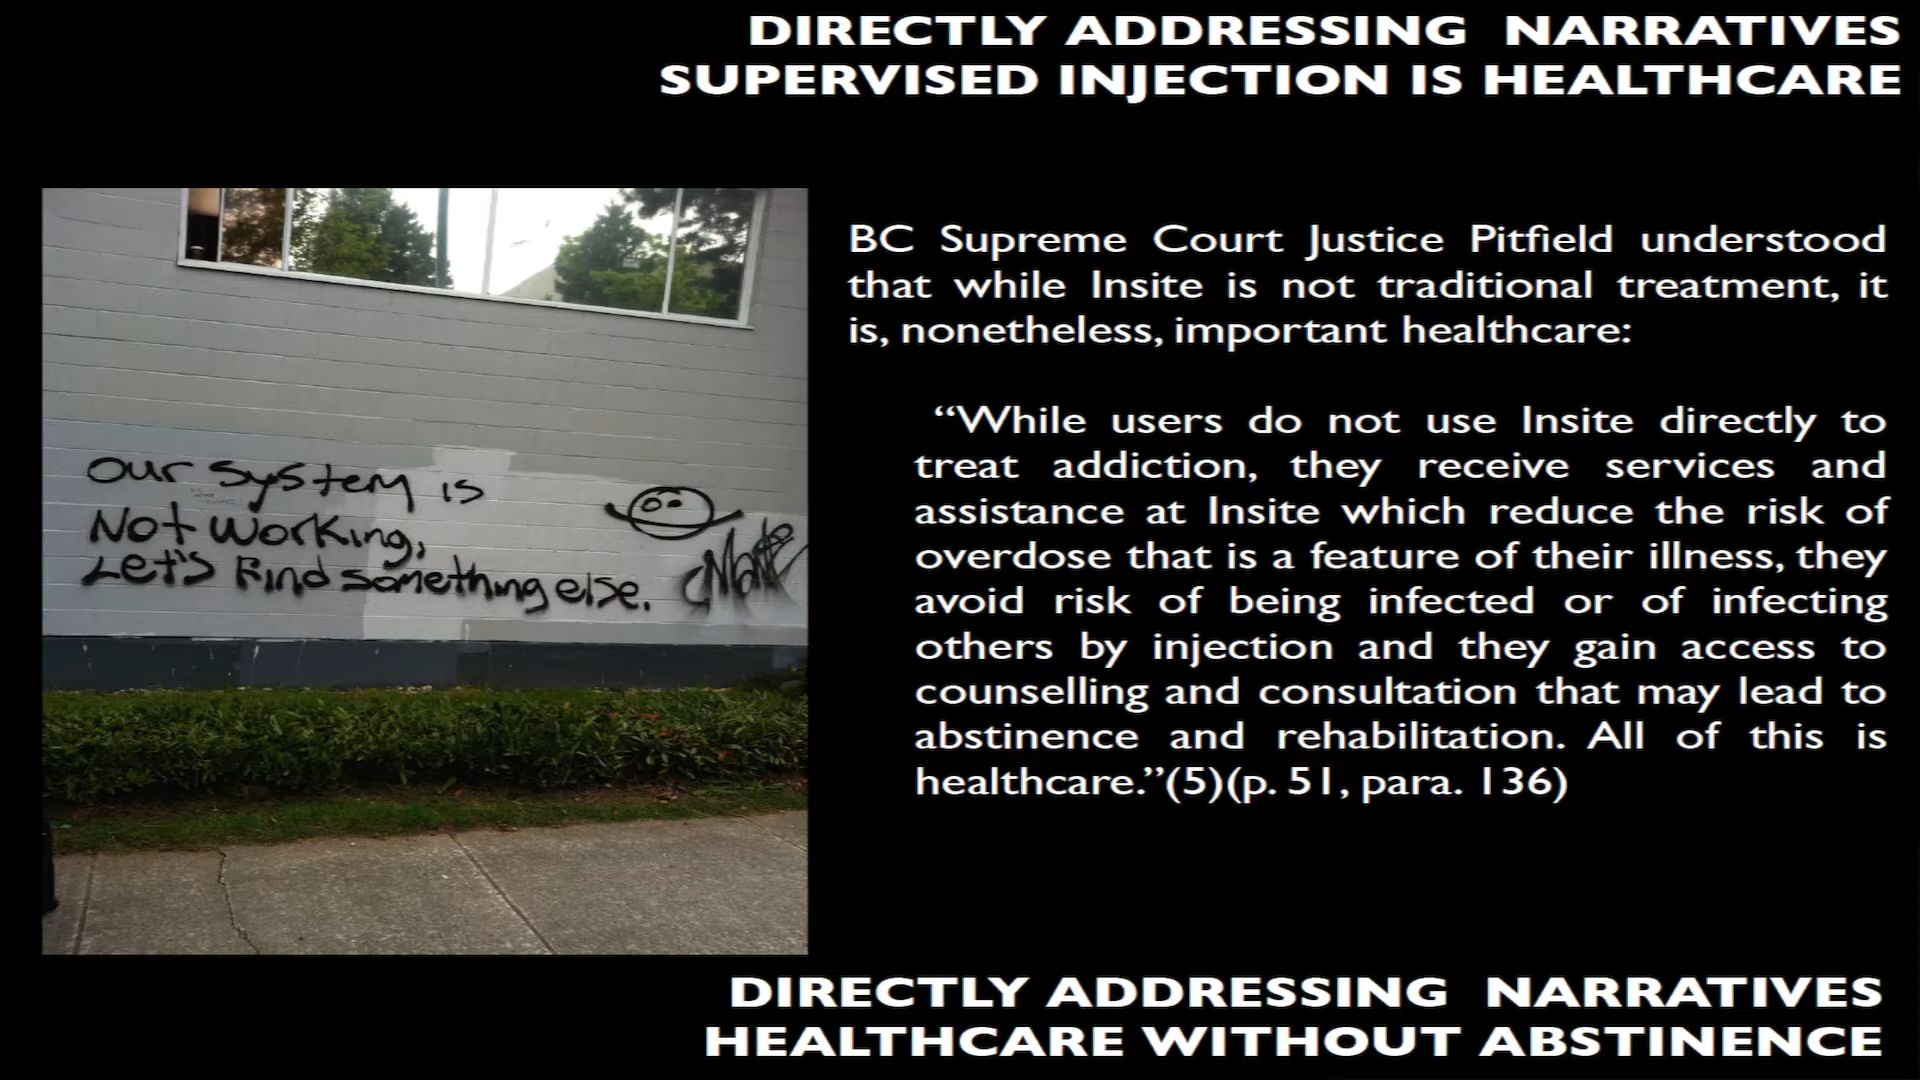 DIRECTLY ADDRESSING NARRATIVES
SUPERVISED INJECTION IS HEALTHCARE
Our system is
Not working,
Let's find something else.
BC Supreme Court Justice Pitfield understood
that while Insite is not traditional treatment, it
is, nonetheless, important healthcare:
“While users do not use Insite directly to
treat addiction, they receive services and
assistance at Insite which reduce the risk of
overdose that is a feature of their illness, they
avoid risk of being infected or of infecting
others by injection and they gain access to
counselling and consultation that may lead to
abstinence and rehabilitation. All of this is
healthcare.”(5)(p. 51, para. 136)
DIRECTLY ADDRESSING NARRATIVES
HEALTHCARE WITHOUT ABSTINENCE